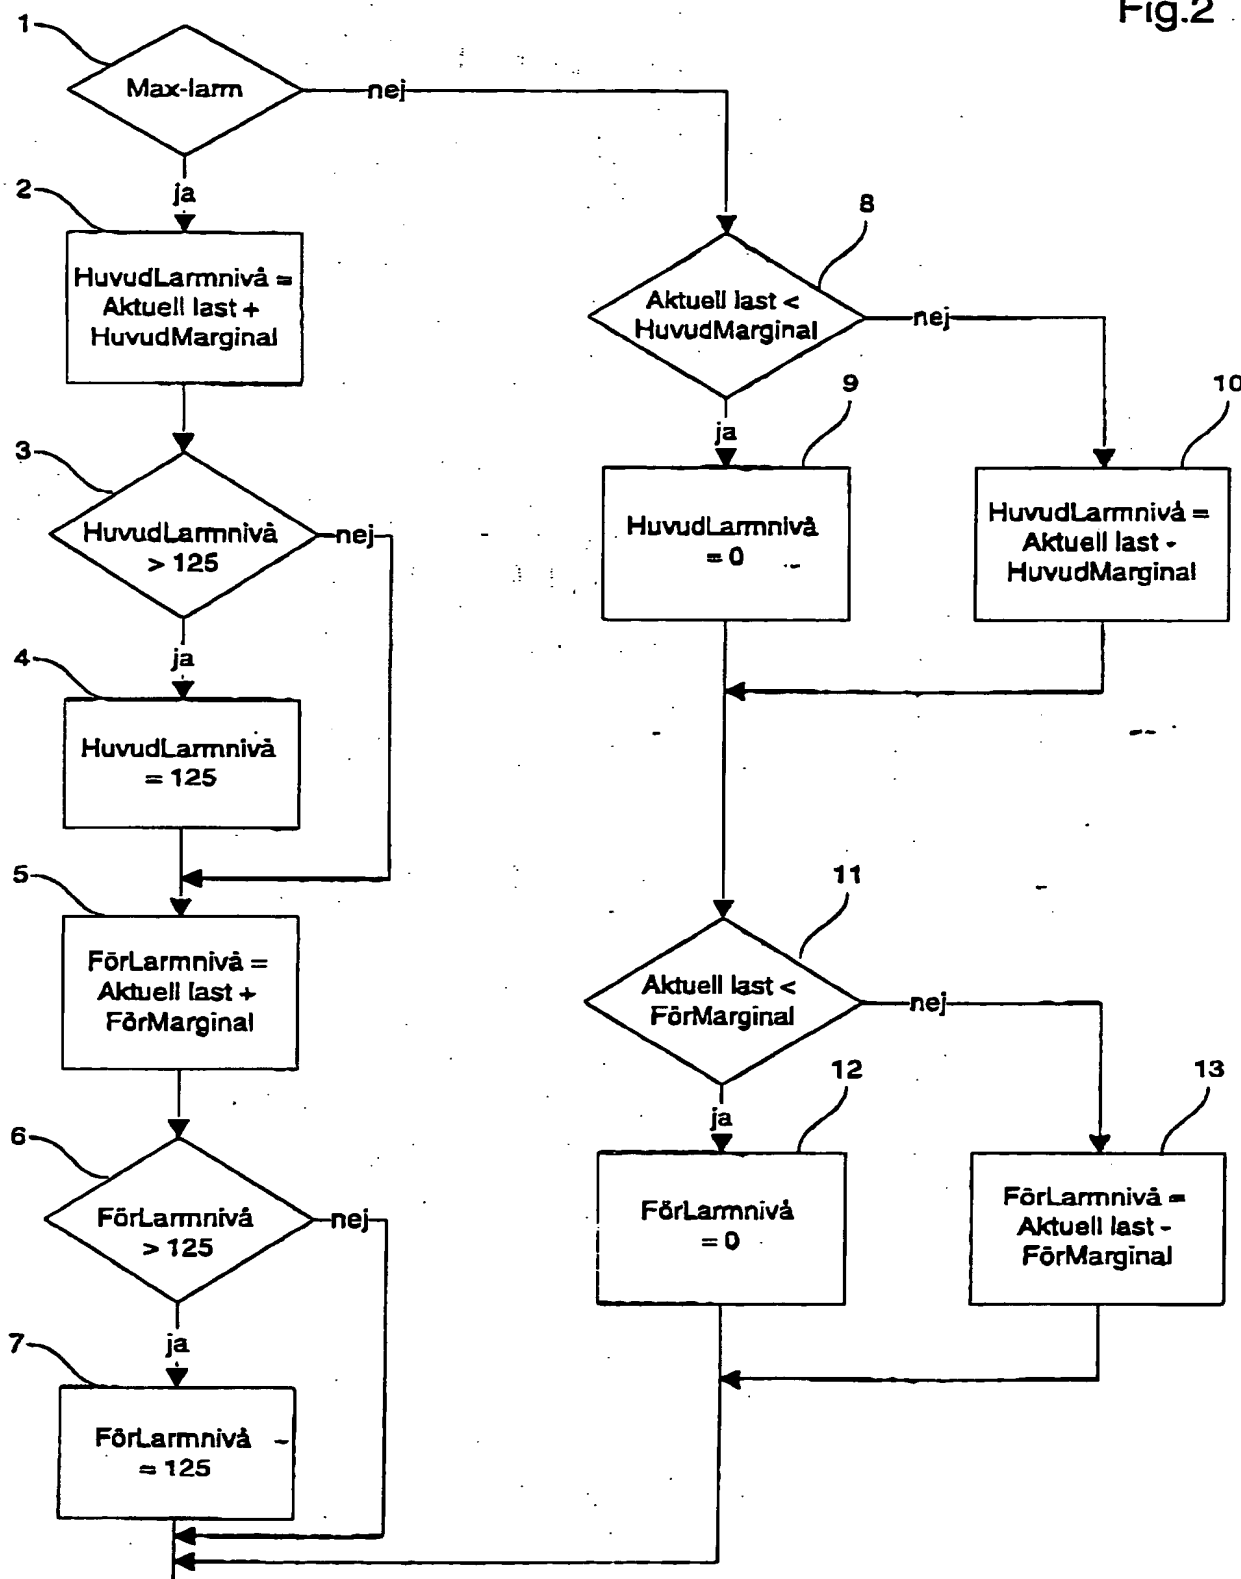 Fig.2
1
Max-larm
nej
ja
2
HuvudLarmnivå =
Aktuell last +
HuvudMarginal
3
HuvudLarmnivå
> 125
nej
ja
4
HuvudLarmnivå
= 125
5
FörLarmnivå =
Aktuell last +
FörMarginal
6
FörLarmnivå
> 125
nej
ja
7
FörLarmnivå
= 125
8
Aktuell last <
HuvudMarginal
nej
ja
9
HuvudLarmnivå
= 0
10
HuvudLarmnivå =
Aktuell last -
HuvudMarginal
11
Aktuell last <
FörMarginal
nej
ja
12
FörLarmnivå
= 0
13
FörLarmnivå =
Aktuell last -
FörMarginal